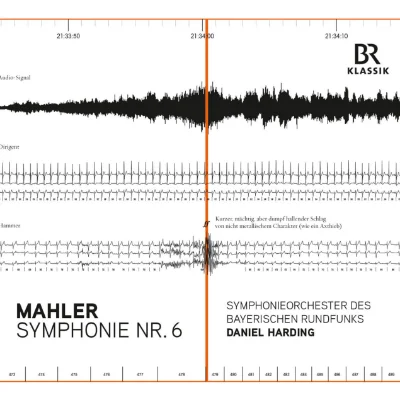 21:33:50
21:34:00
21:34:10
BR
KLASSIK
Audio-Signal
Dirigent
ff
Kurzer, mächtig, aber dumpf hallender Schlag
von nicht metallischem Charakter (wie ein Axthieb)
Hammer
MAHLER
SYMPHONIE NR. 6
SYMPHONIEORCHESTER DES
BAYERISCHEN RUNDFUNKS
DANIEL HARDING
473 474 475 476 477 478 479 480 481 482 483 484 485 486 487 488 489